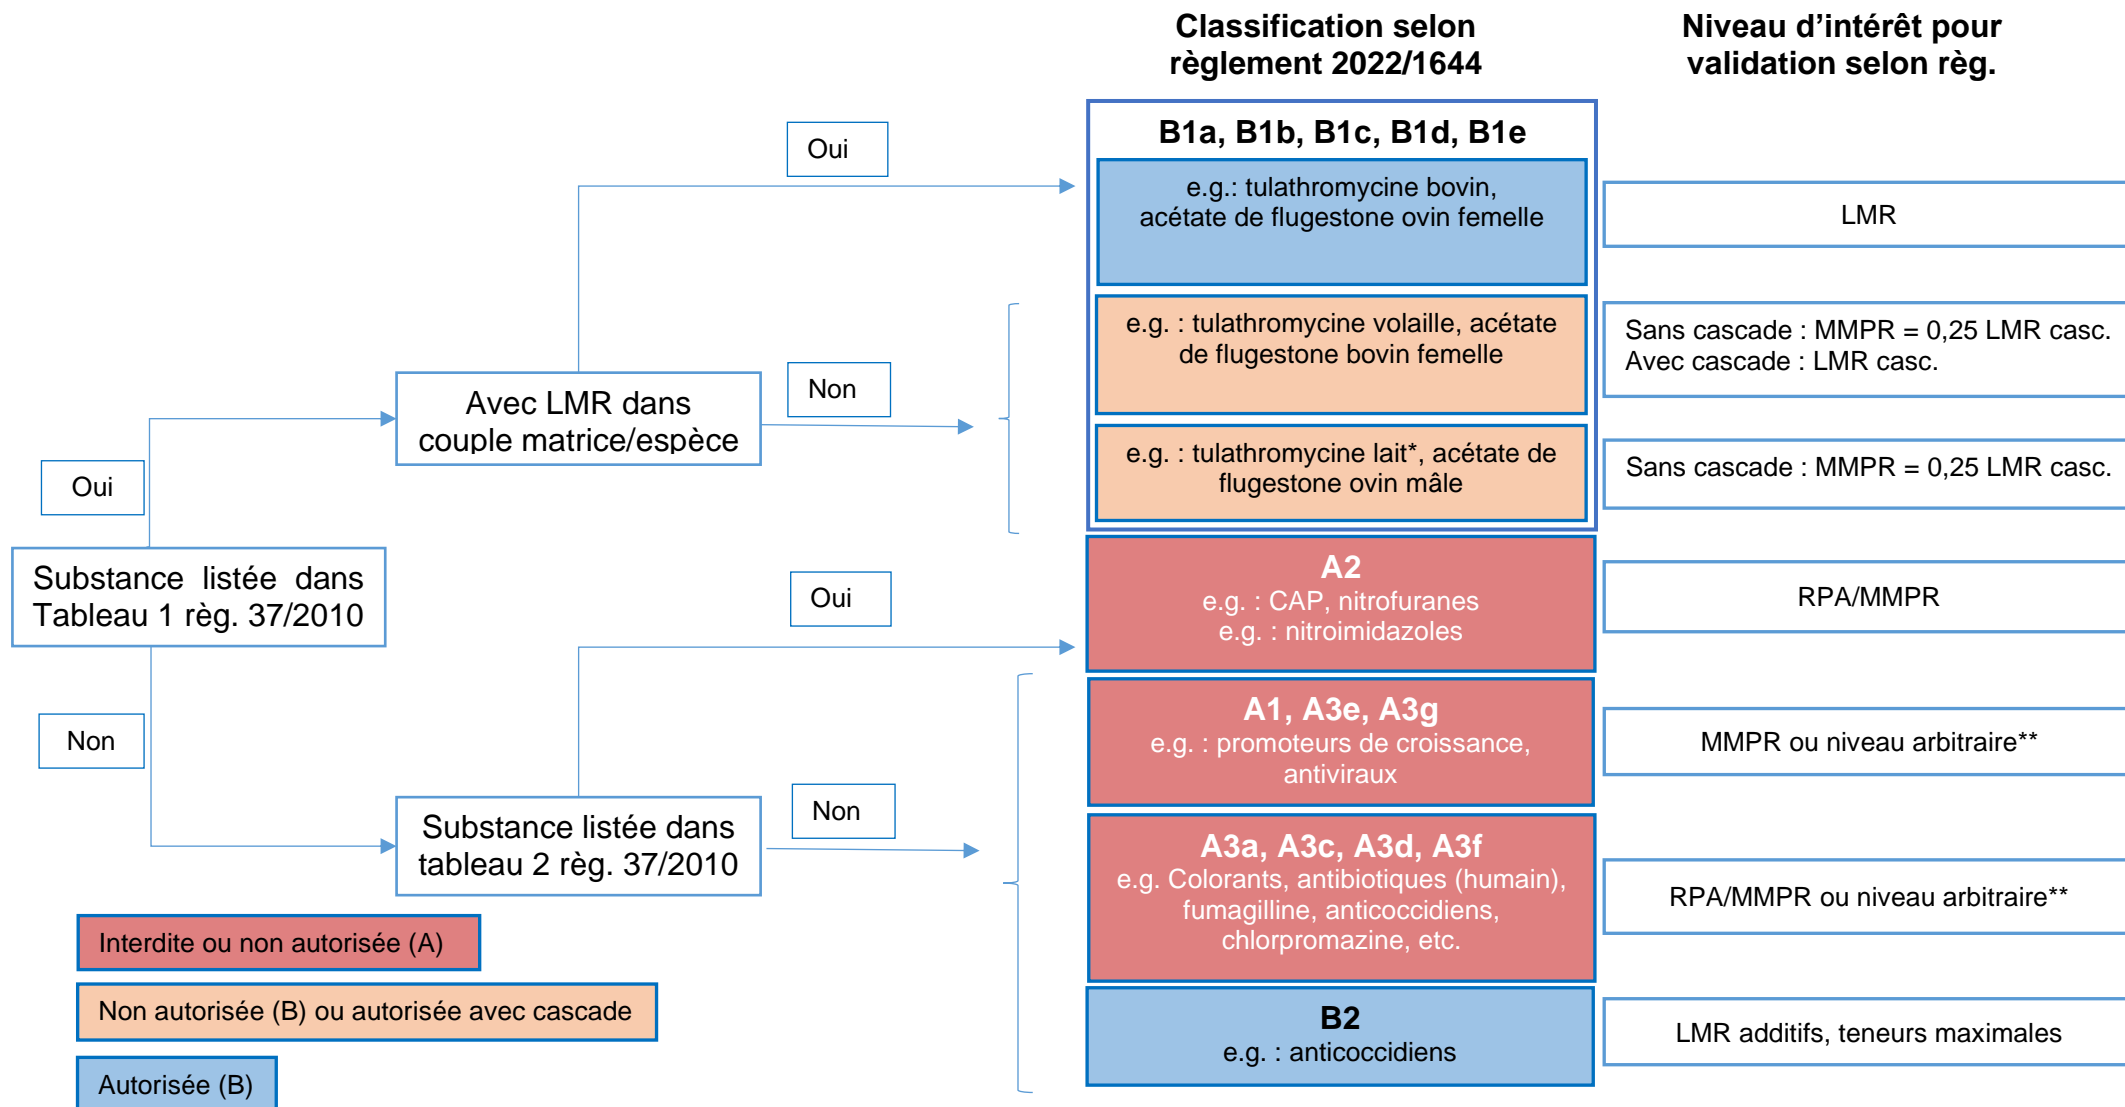 Classification selon
règlement 2022/1644
Niveau d’intérêt pour
validation selon règ.
B1a, B1b, B1c, B1d, B1e
Oui
e.g.: tulathromycine bovin,
acétate de flugestone ovin femelle
LMR
e.g. : tulathromycine volaille, acétate
de flugestone bovin femelle
Sans cascade : MMPR = 0,25 LMR casc.
Avec cascade : LMR casc.
Avec LMR dans
couple matrice/espèce
Non
e.g. : tulathromycine lait*, acétate de
flugestone ovin mâle
Sans cascade : MMPR = 0,25 LMR casc.
Oui
Substance listée dans
Tableau 1 règ. 37/2010
Oui
A2
e.g. : CAP, nitrofuranes
e.g. : nitroimidazoles
RPA/MMPR
Non
A1, A3e, A3g
e.g. : promoteurs de croissance,
antiviraux
MMPR ou niveau arbitraire**
Substance listée dans
tableau 2 règ. 37/2010
Non
A3a, A3c, A3d, A3f
e.g. Colorants, antibiotiques (humain),
fumagilline, anticoccidiens,
chlorpromazine, etc.
RPA/MMPR ou niveau arbitraire**
Interdite ou non autorisée (A)
Non autorisée (B) ou autorisée avec cascade
Autorisée (B)
B2
e.g. : anticoccidiens
LMR additifs, teneurs maximales